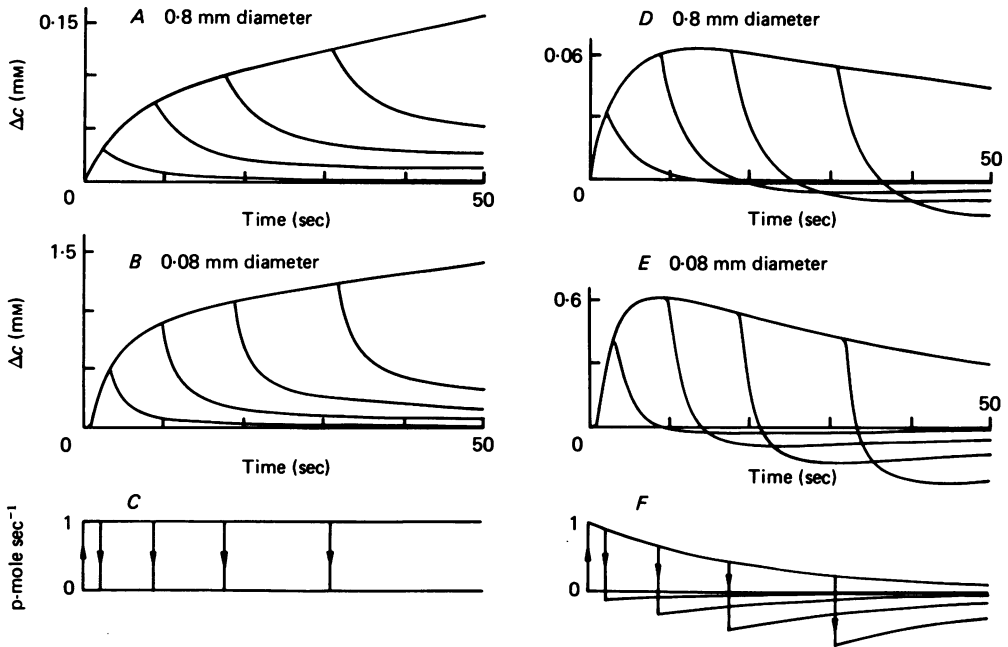 A 0·8 mm diameter
0·15
Δc (mM)
0
50
Time (sec)
B 0·08 mm diameter
1·5
Δc (mM)
0
50
Time (sec)
C
p-mole sec⁻¹
1
0
D 0·8 mm diameter
0·06
0
50
Time (sec)
E 0·08 mm diameter
0·6
0
50
Time (sec)
F
1
0